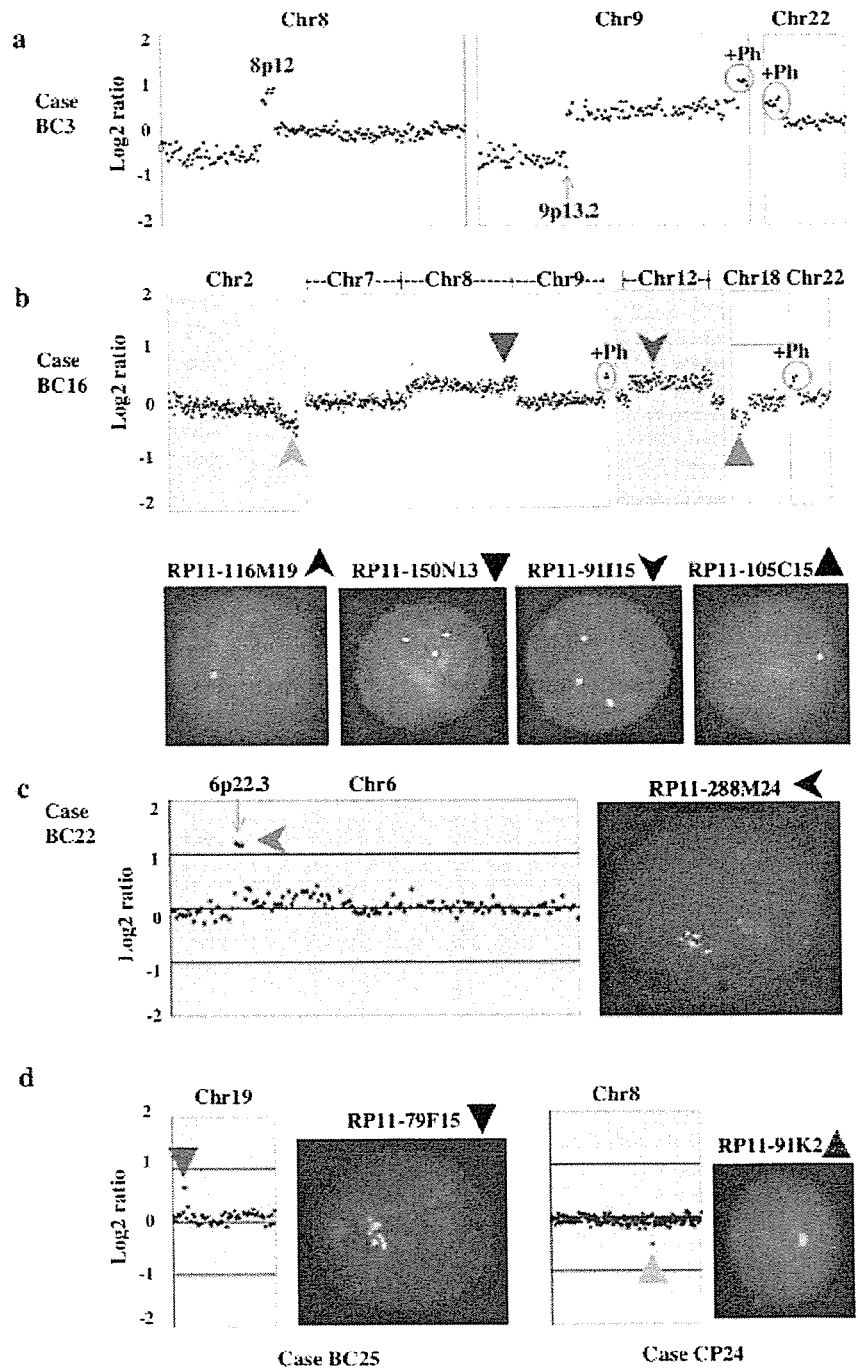 a
Chr8 Chr9 Chr22
Case BC3
Log2 ratio
2
1
0
-1
-2
8p12
+Ph
+Ph
9p13.2
b
Chr2 Chr7 Chr8 Chr9 Chr12 Chr18 Chr22
Case BC16
Log2 ratio
2
1
0
-1
-2
+Ph
+Ph
RP11-116M19 RP11-150N13 RP11-91I15 RP11-105C15
c
Case BC22
6p22.3 Chr6
RP11-288M24
Log2 ratio
2
1
0
-1
-2
d
Chr19
RP11-79F15
Chr8
RP11-91K2
Log2 ratio
2
1
0
-1
-2
Case BC25 Case CP24